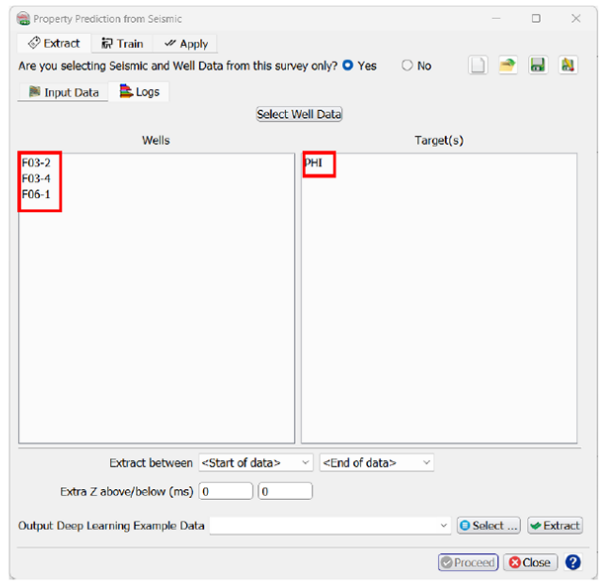 Property Prediction from Seismic
Extract Train Apply
Are you selecting Seismic and Well Data from this survey only? Yes No
Input Data Logs
Select Well Data
Wells Target(s)
F03-2 PHI
F03-4
F06-1
Extract between <Start of data> <End of data>
Extra Z above/below (ms) 0 0
Output Deep Learning Example Data Select ... Extract
Proceed Close ?